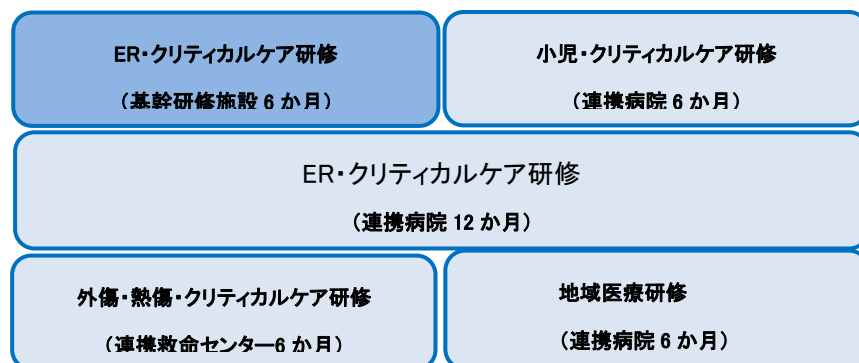 ER・クリティカルケア研修
（基幹研修施設 6 か月）
小児・クリティカルケア研修
（連携病院 6 か月）
ER・クリティカルケア研修
（連携病院 12 か月）
外傷・熱傷・クリティカルケア研修
（連携救命センター6 か月）
地域医療研修
（連携病院 6 か月）